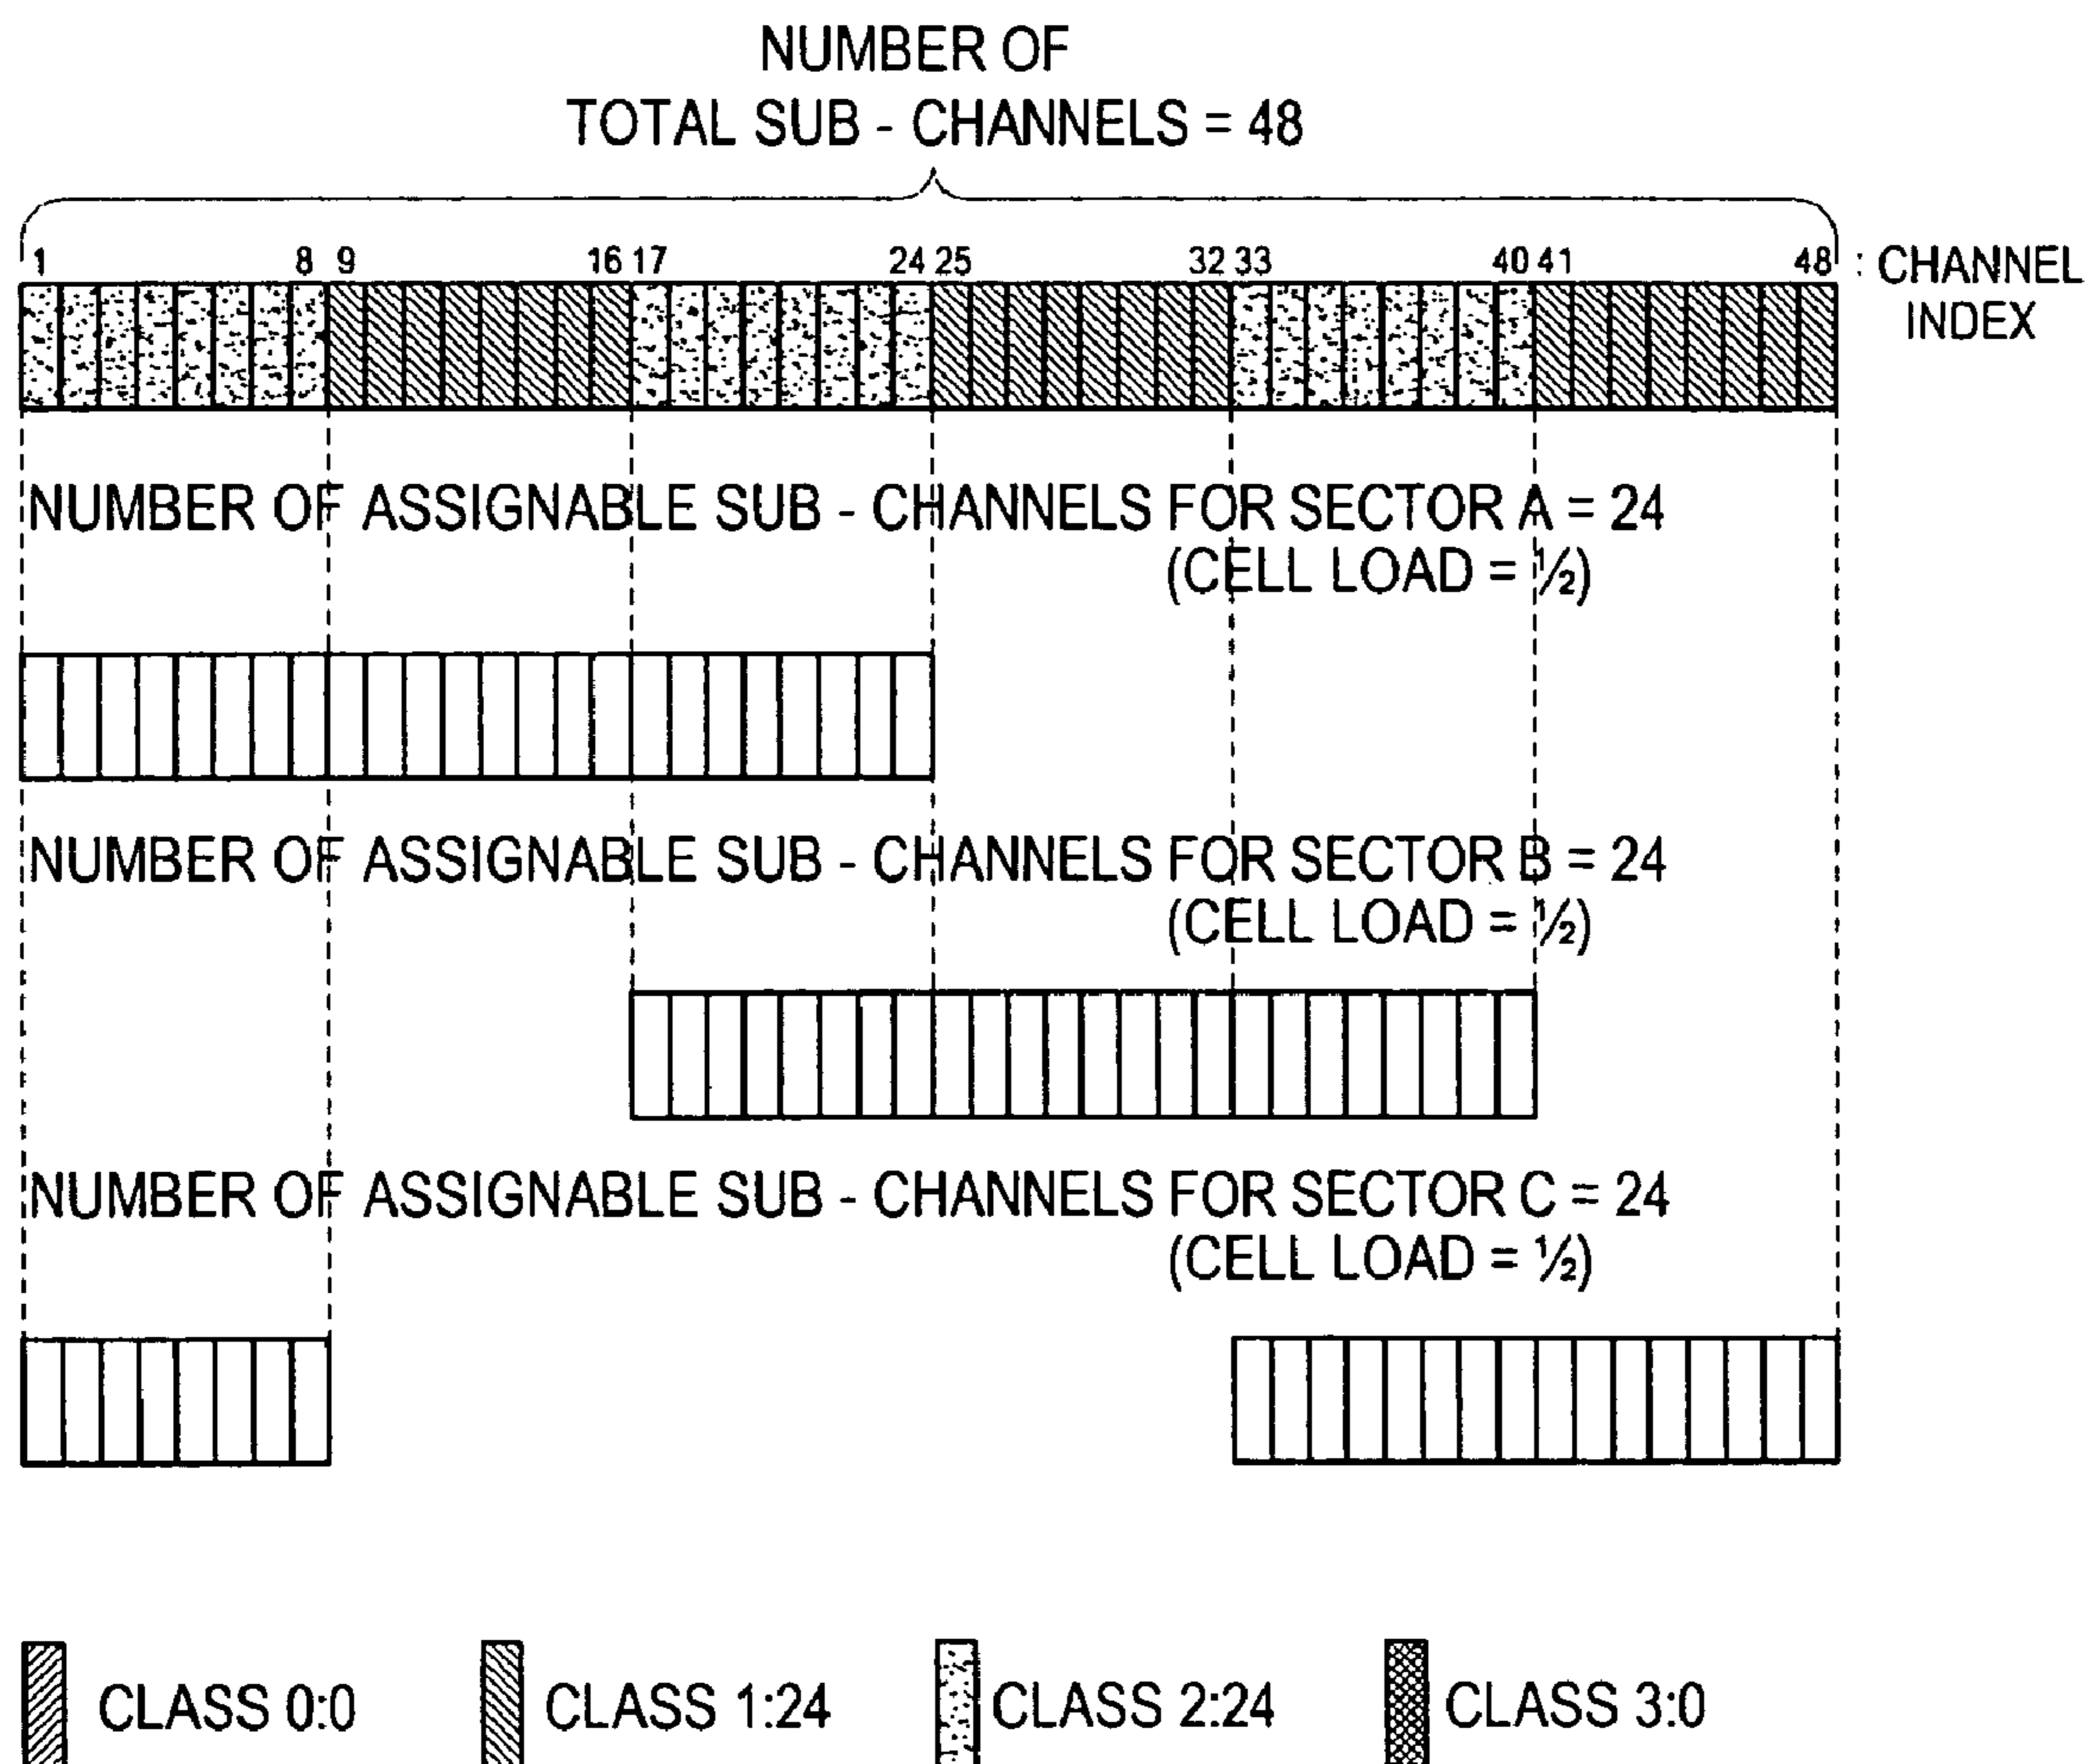 NUMBER OF
TOTAL SUB - CHANNELS = 48
1 8 9 16 17 24 25 32 33 40 41 48 : CHANNEL
INDEX
NUMBER OF ASSIGNABLE SUB - CHANNELS FOR SECTOR A = 24
(CELL LOAD = ½)
NUMBER OF ASSIGNABLE SUB - CHANNELS FOR SECTOR B = 24
(CELL LOAD = ½)
NUMBER OF ASSIGNABLE SUB - CHANNELS FOR SECTOR C = 24
(CELL LOAD = ½)
CLASS 0:0 CLASS 1:24 CLASS 2:24 CLASS 3:0